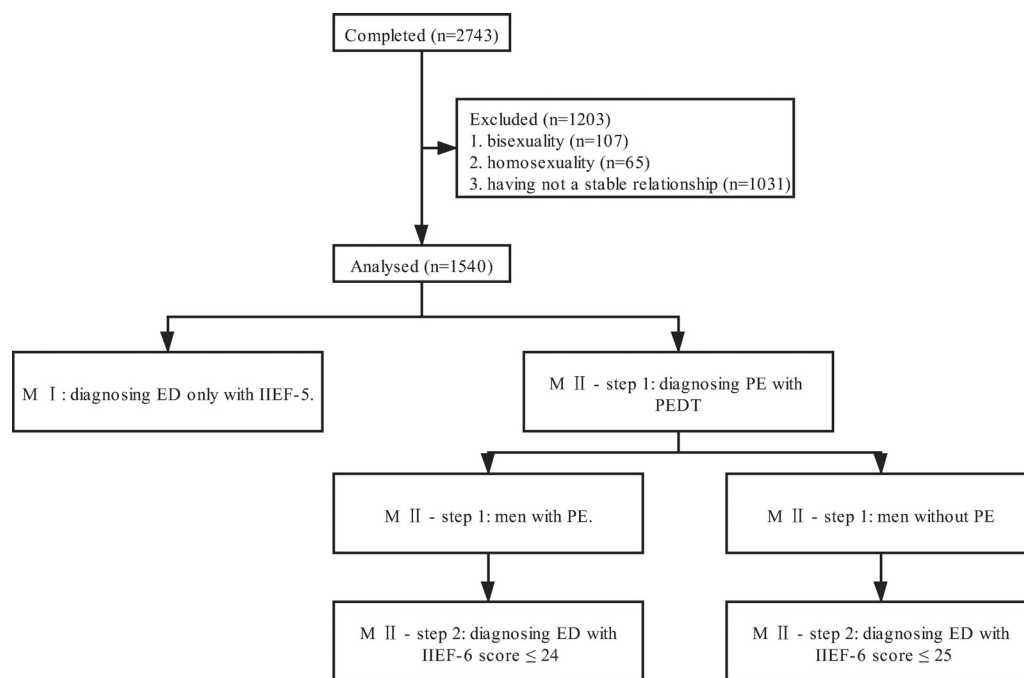 Completed (n=2743)
Excluded (n=1203)
1. bisexuality (n=107)
2. homosexuality (n=65)
3. having not a stable relationship (n=1031)
Analysed (n=1540)
M Ⅰ: diagnosing ED only with IIEF-5.
M Ⅱ - step 1: diagnosing PE with
PEDT
M Ⅱ - step 1: men with PE.
M Ⅱ - step 1: men without PE
M Ⅱ - step 2: diagnosing ED with
IIEF-6 score ≤ 24
M Ⅱ - step 2: diagnosing ED with
IIEF-6 score ≤ 25